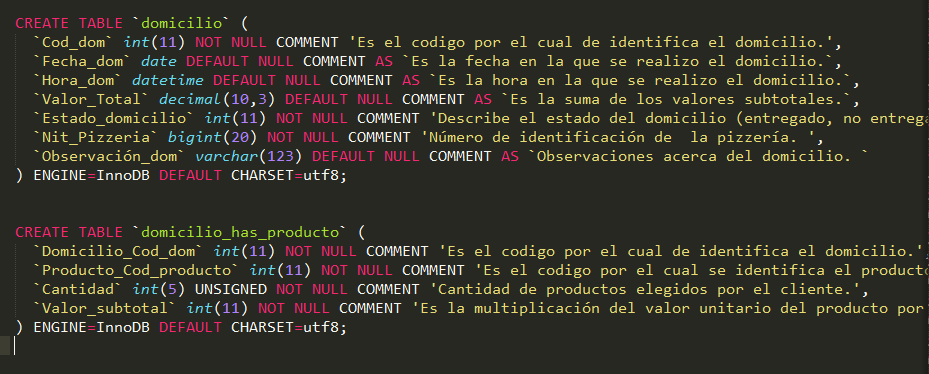 CREATE TABLE `domicilio` (
`Cod_dom` int(11) NOT NULL COMMENT 'Es el codigo por el cual de identifica el domicilio.',
`Fecha_dom` date DEFAULT NULL COMMENT AS `Es la fecha en la que se realizo el domicilio.`,
`Hora_dom` datetime DEFAULT NULL COMMENT AS `Es la hora en la que se realizo el domicilio.`,
`Valor_Total` decimal(10,3) DEFAULT NULL COMMENT AS `Es la suma de los valores subtotales.`,
`Estado_domicilio` int(11) NOT NULL COMMENT 'Describe el estado del domicilio (entregado, no entrega
`Nit_Pizzeria` bigint(20) NOT NULL COMMENT 'Número de identificación de  la pizzería. ',
`Observación_dom` varchar(123) DEFAULT NULL COMMENT AS `Observaciones acerca del domicilio. `
) ENGINE=InnoDB DEFAULT CHARSET=utf8;
CREATE TABLE `domicilio_has_producto` (
`Domicilio_Cod_dom` int(11) NOT NULL COMMENT 'Es el codigo por el cual de identifica el domicilio.',
`Producto_Cod_producto` int(11) NOT NULL COMMENT 'Es el codigo por el cual se identifica el producto
`Cantidad` int(5) UNSIGNED NOT NULL COMMENT 'Cantidad de productos elegidos por el cliente.',
`Valor_subtotal` int(11) NOT NULL COMMENT 'Es la multiplicación del valor unitario del producto por
) ENGINE=InnoDB DEFAULT CHARSET=utf8;